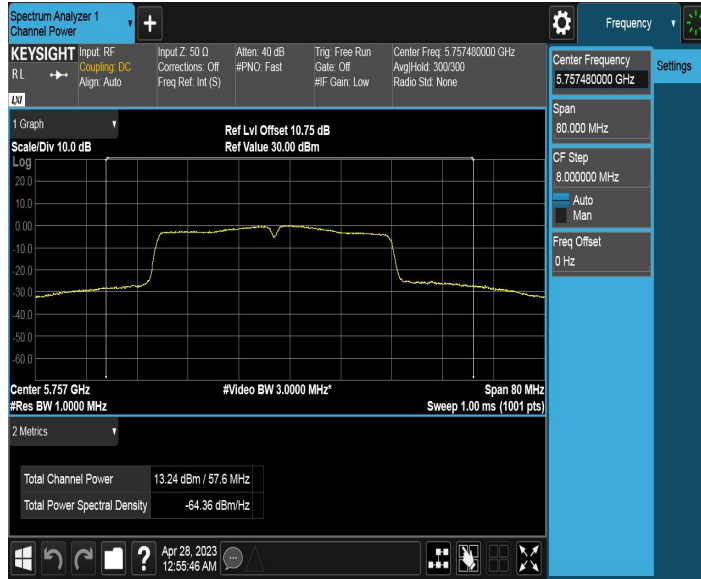 Spectrum Analyzer 1
Channel Power
+
Frequency
KEYSIGHT
RL
LXI
Input: RF
Coupling: DC
Align: Auto
Input Z: 50 Ω
Corrections: Off
Freq Ref: Int (S)
Atten: 40 dB
#PNO: Fast
Trig: Free Run
Gate: Off
#IF Gain: Low
Center Freq: 5.757480000 GHz
Avg|Hold: 300/300
Radio Std: None
Center Frequency
5.757480000 GHz
Settings
Span
80.000 MHz
CF Step
8.000000 MHz
Auto
Man
Freq Offset
0 Hz
1 Graph
Scale/Div 10.0 dB
Ref Lvl Offset 10.75 dB
Ref Value 30.00 dBm
Log
20.0
10.0
0.00
-10.0
-20.0
-30.0
-40.0
-50.0
-60.0
Center 5.757 GHz
#Video BW 3.0000 MHz*
Span 80 MHz
#Res BW 1.0000 MHz
Sweep 1.00 ms (1001 pts)
2 Metrics
Total Channel Power 13.24 dBm / 57.6 MHz
Total Power Spectral Density -64.36 dBm/Hz
?
Apr 28, 2023
12:55:46 AM